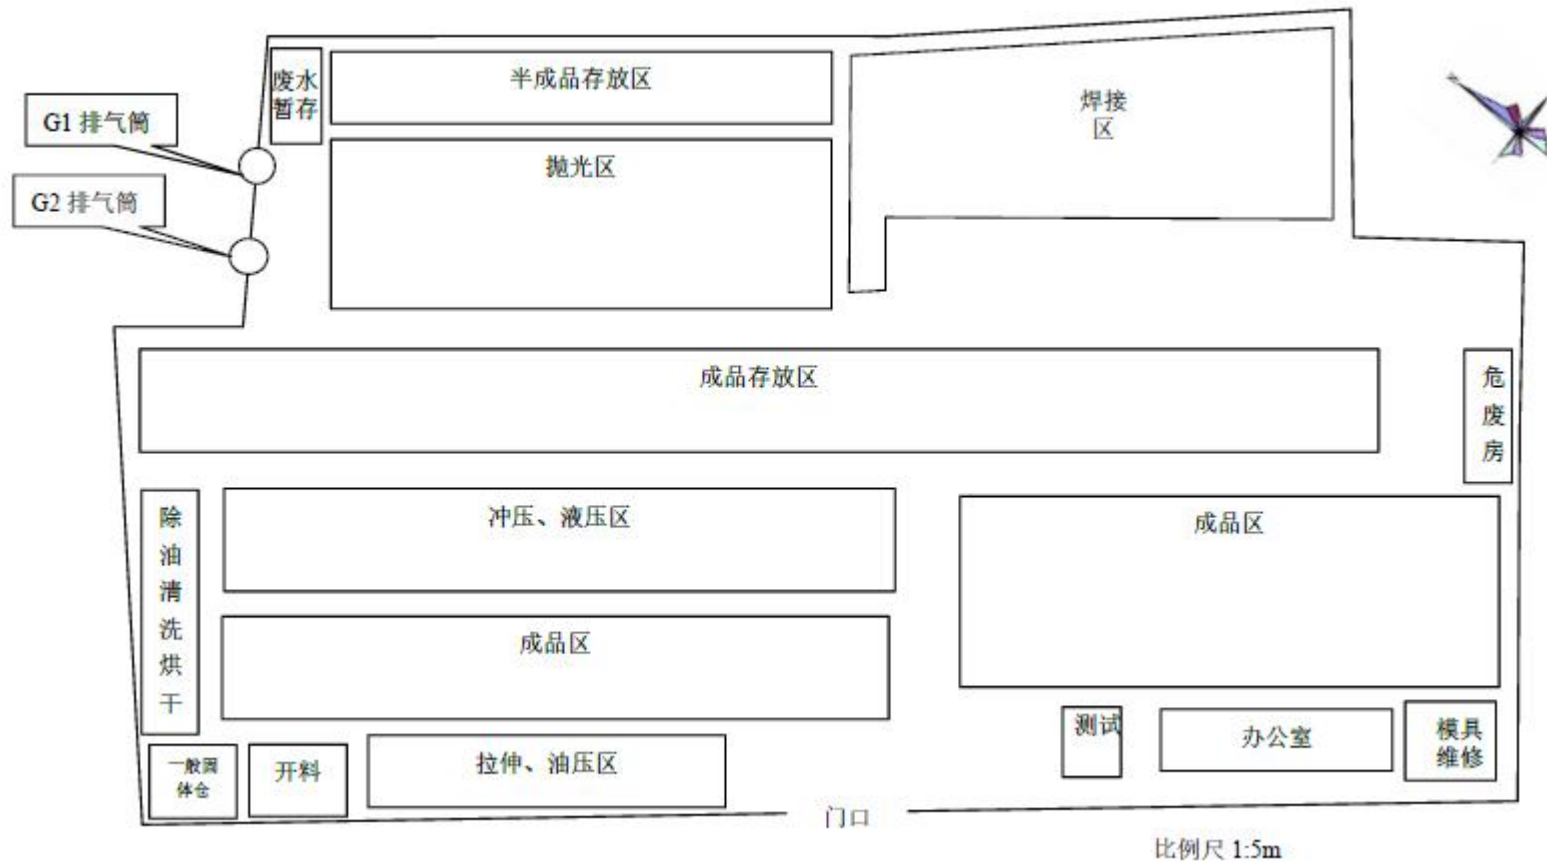 废水
暂存
半成品存放区
焊接
区
G1 排气筒
抛光区
G2 排气筒
成品存放区
危
废
房
除
油
清
洗
烘
干
冲压、液压区
成品区
成品区
测试
办公室
模具
维修
一般固
体仓
开料
拉伸、油压区
门口
比例尺 1:5m